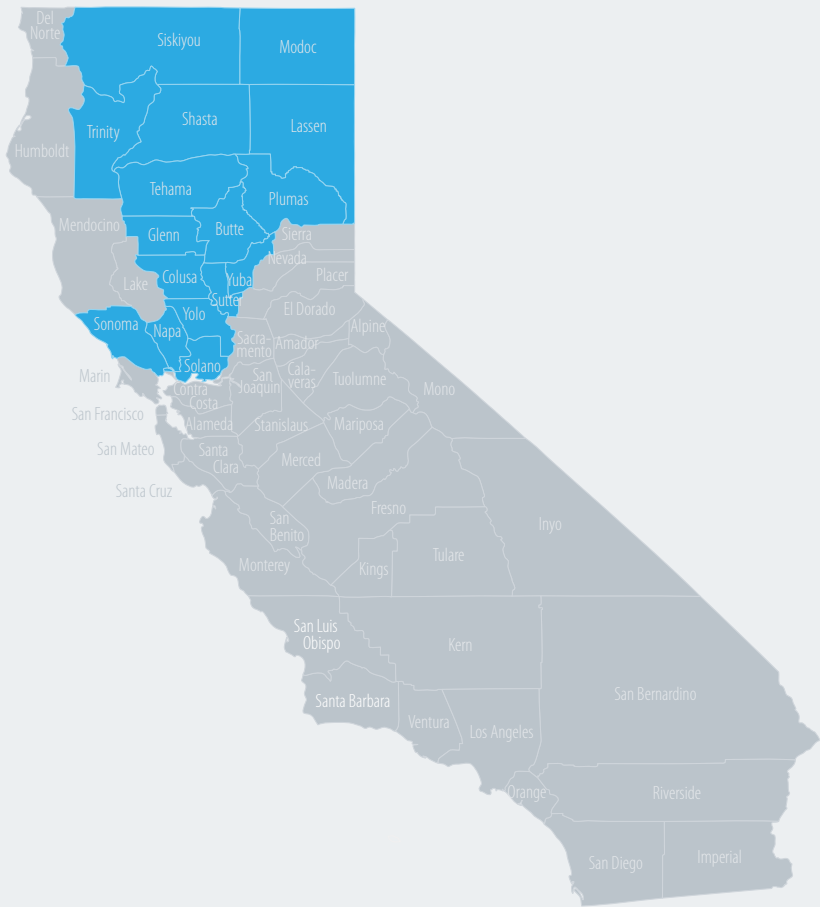 Del
Norte
Siskiyou
Modoc
Trinity
Shasta
Lassen
Humboldt
Tehama
Plumas
Mendocino
Glenn
Butte
Sierra
Nevada
Placer
Lake
Colusa
Yuba
Sutter
Sonoma
Napa
Yolo
El Dorado
Alpine
Sacra-
mento
Amador
Solano
Marin
Contra
Costa
San
Joaquin
Cala-
veras
Tuolumne
Mono
San Francisco
Alameda
Stanislaus
Mariposa
San Mateo
Santa
Clara
Merced
Santa Cruz
Madera
Fresno
San
Benito
Inyo
Monterey
Kings
Tulare
San Luis
Obispo
Kern
Santa Barbara
San Bernardino
Ventura
Los Angeles
Orange
Riverside
San Diego
Imperial